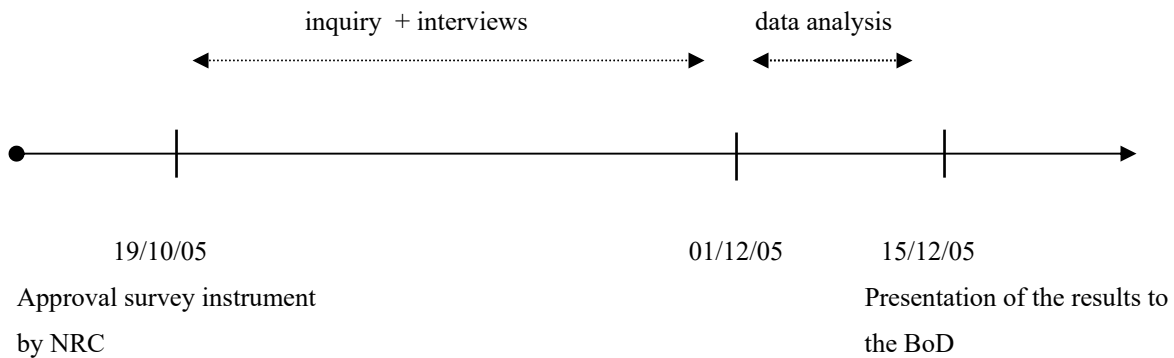 inquiry + interviews
data analysis
19/10/05
01/12/05
15/12/05
Approval survey instrument
by NRC
Presentation of the results to
the BoD